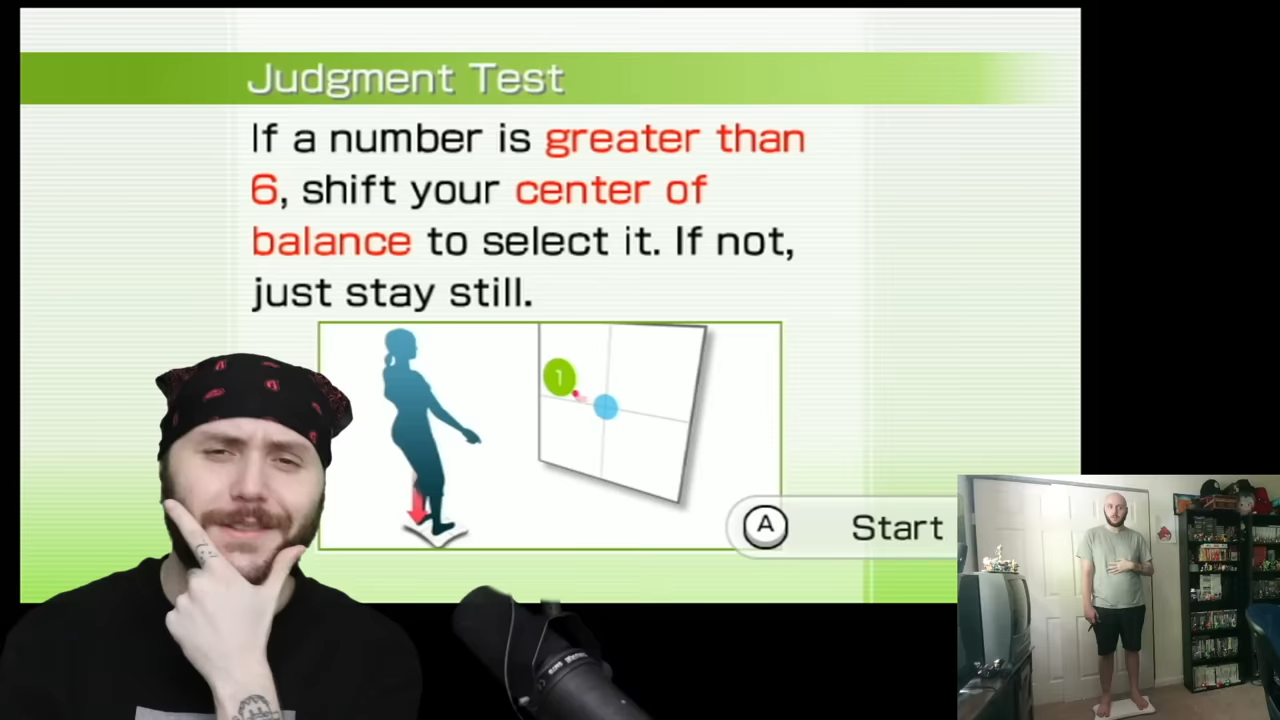 Judgment Test
If a number is greater than
6, shift your center of
balance to select it. If not,
just stay still.
1
A Start